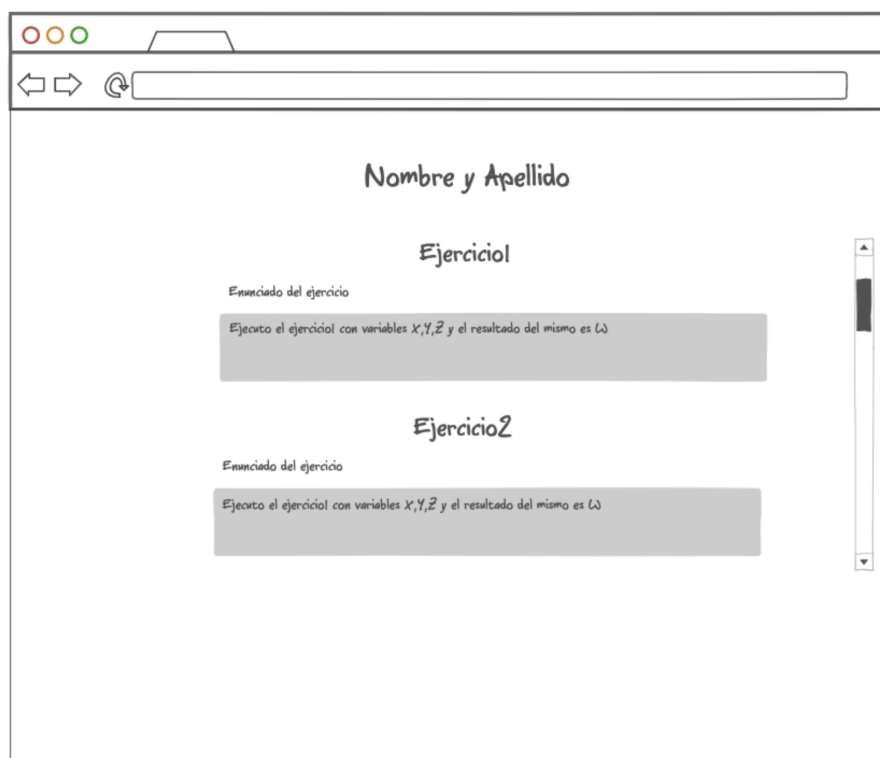 Nombre y Apellido
Ejercicio1
Enunciado del ejercicio
Ejecuto el ejercicio1 con variables X,Y,Z y el resultado del mismo es W
Ejercicio2
Enunciado del ejercicio
Ejecuto el ejercicio1 con variables X,Y,Z y el resultado del mismo es W